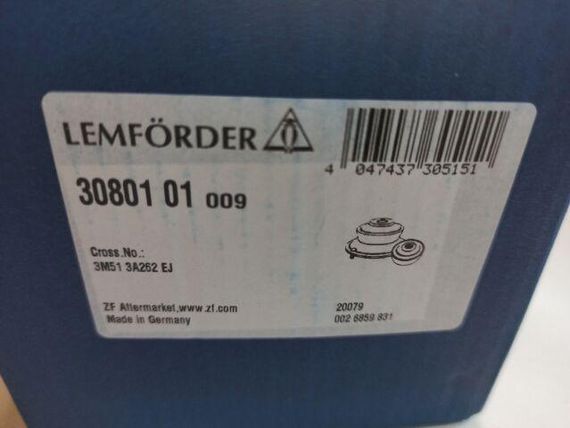 LEMFÖRDER
4 047437 305151
30801 01 009
Cross.No.:
3M51 3A262 EJ
ZF Aftermarket,www.zf.com
Made in Germany
20079
002 6859 831